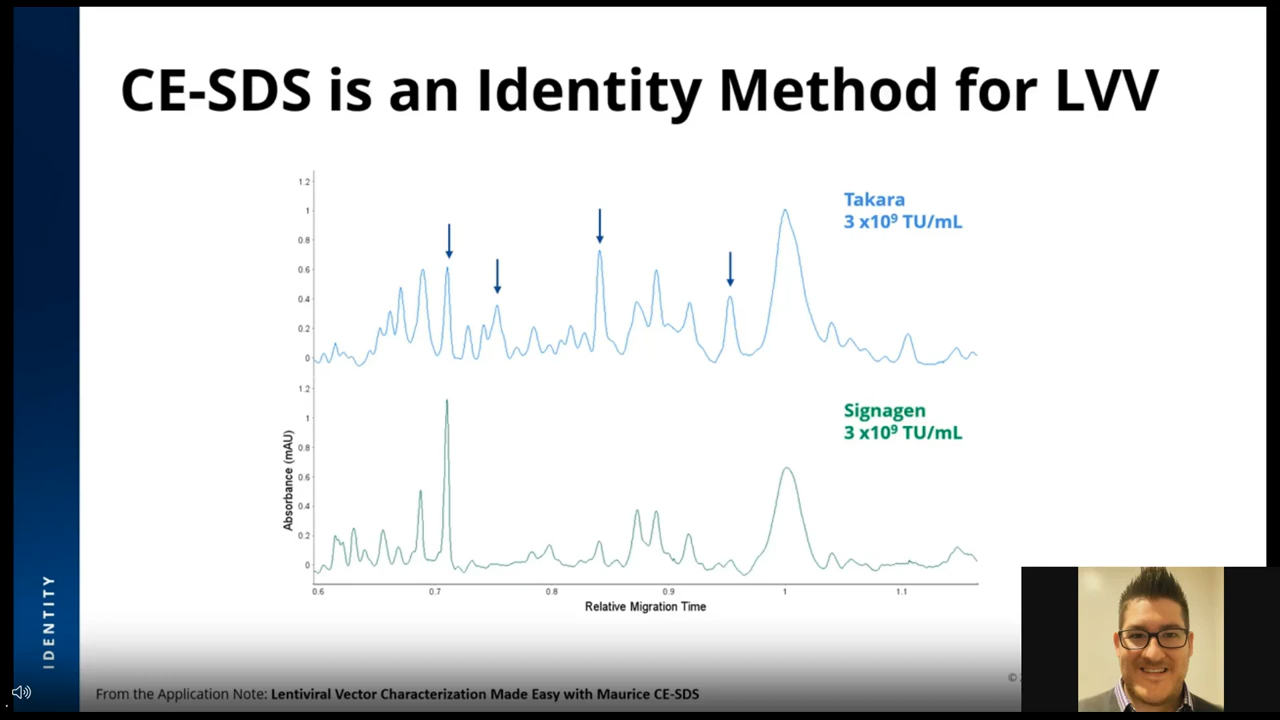 CE-SDS is an Identity Method for LVV
Takara
3 x10⁹ TU/mL
1.2
1
0.8
0.6
0.4
0.2
0
Signagen
3 x10⁹ TU/mL
1.2
1
0.8
0.6
0.4
0.2
0
Absorbance (mAU)
0.6 0.7 0.8 0.9 1 1.1
Relative Migration Time
IDENTITY
From the Application Note: Lentiviral Vector Characterization Made Easy with Maurice CE-SDS
©